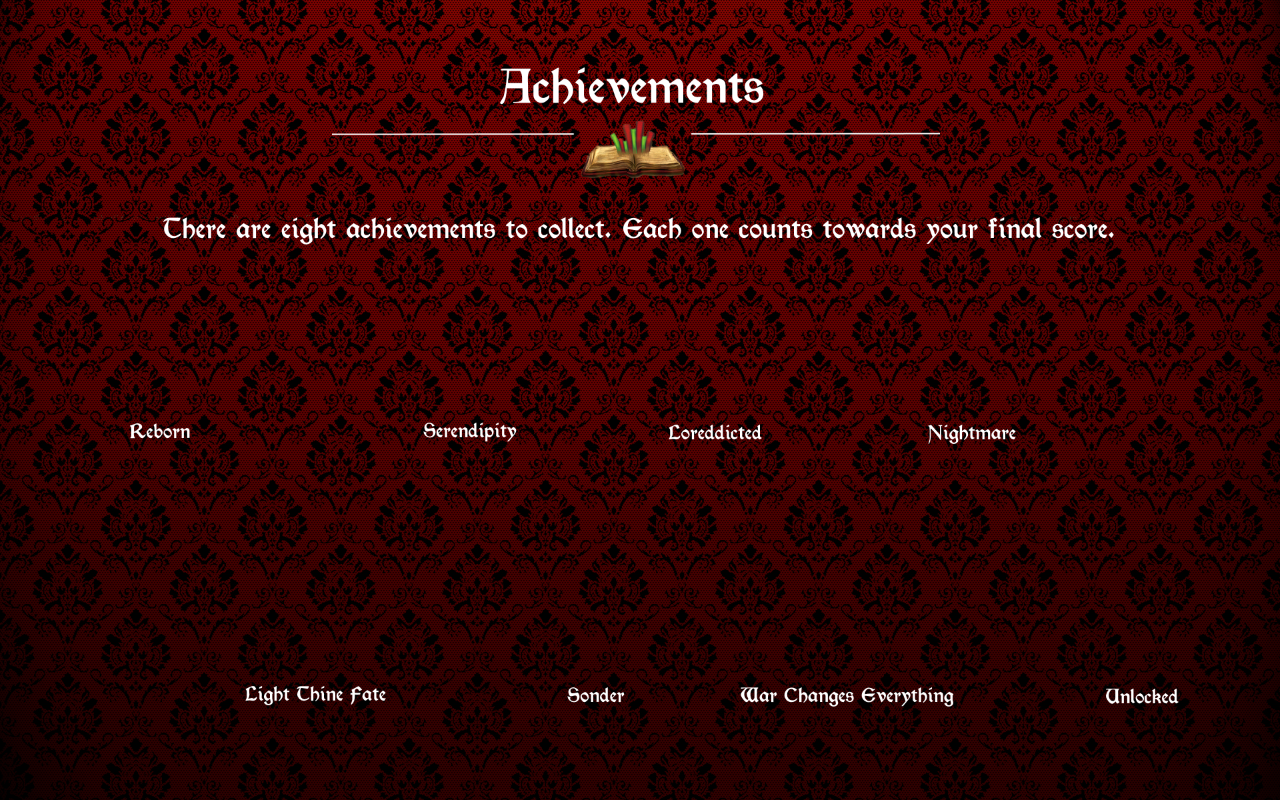 Achievements
There are eight achievements to collect. Each one counts towards your final score.
Reborn Serendipity Loreddicted Nightmare
Light Thine Fate Sonder War Changes Everything Unlocked